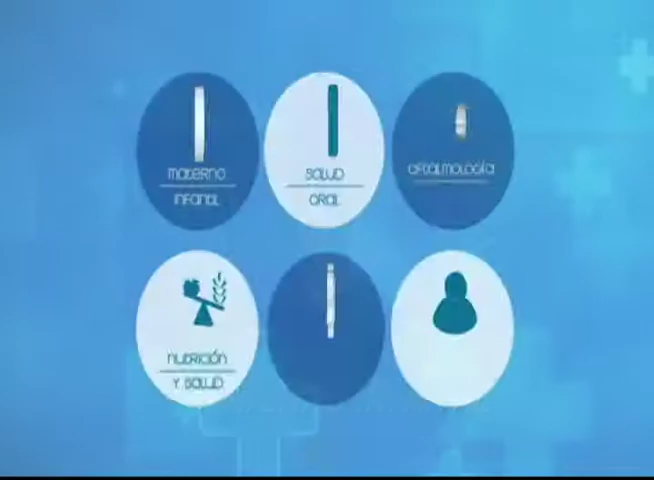 materno
infantil
salud
oral
oftalmología
nutrición
y salud